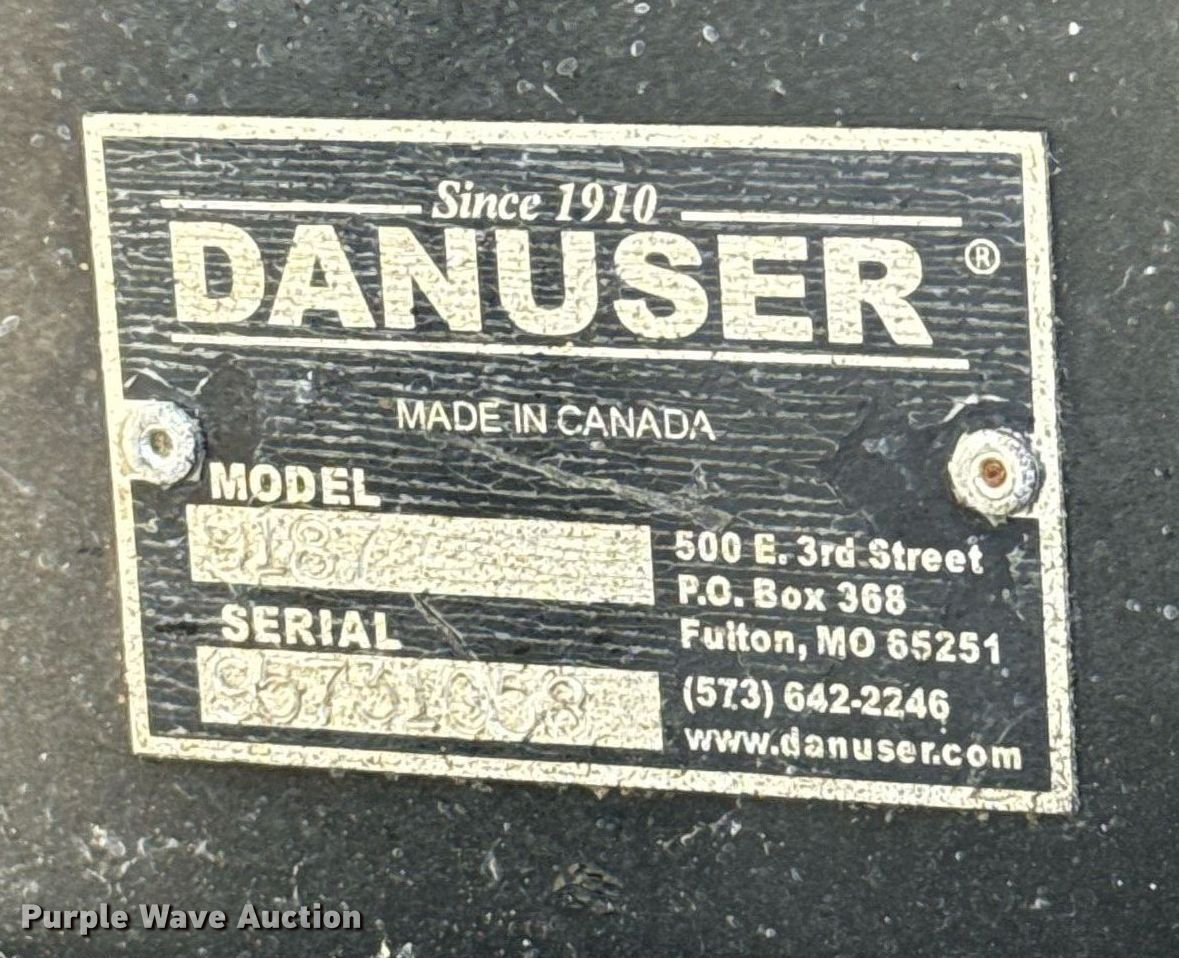 Since 1910
DANUSER®
MADE IN CANADA
MODEL
500 E. 3rd Street
P.O. Box 368
SERIAL
Fulton, MO 65251
(573) 642-2246
www.danuser.com
Purple Wave Auction